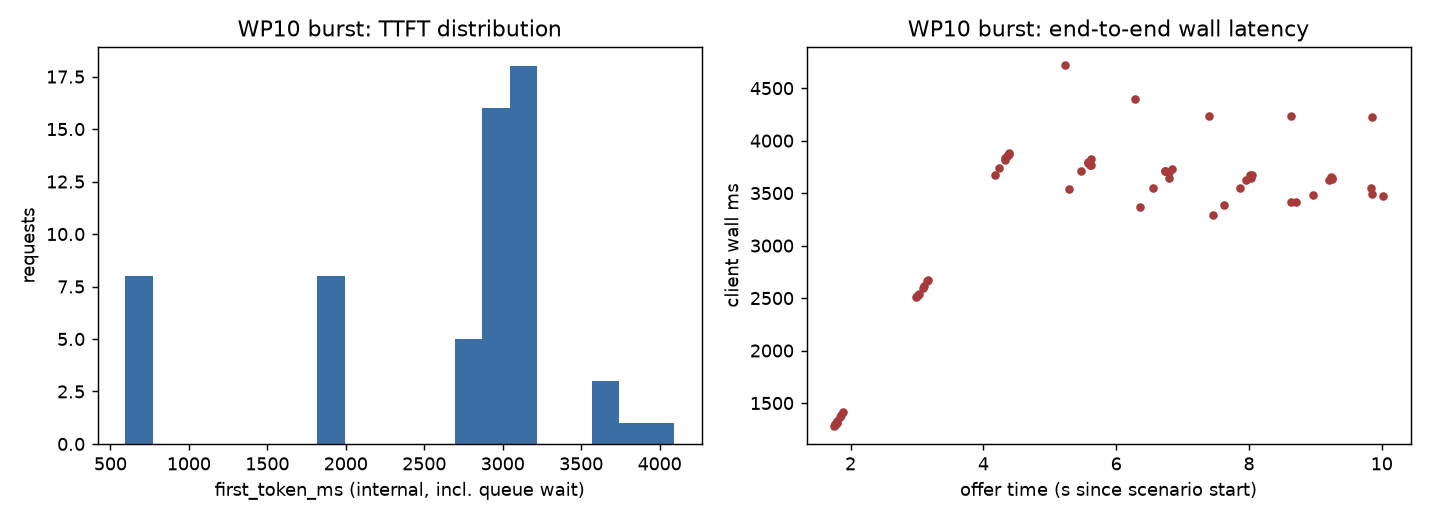 WP10 burst: TTFT distribution
17.5
15.0
12.5
10.0
7.5
5.0
2.5
0.0
requests
500 1000 1500 2000 2500 3000 3500 4000
first_token_ms (internal, incl. queue wait)
WP10 burst: end-to-end wall latency
4500
4000
3500
3000
2500
2000
1500
client wall ms
2 4 6 8 10
offer time (s since scenario start)